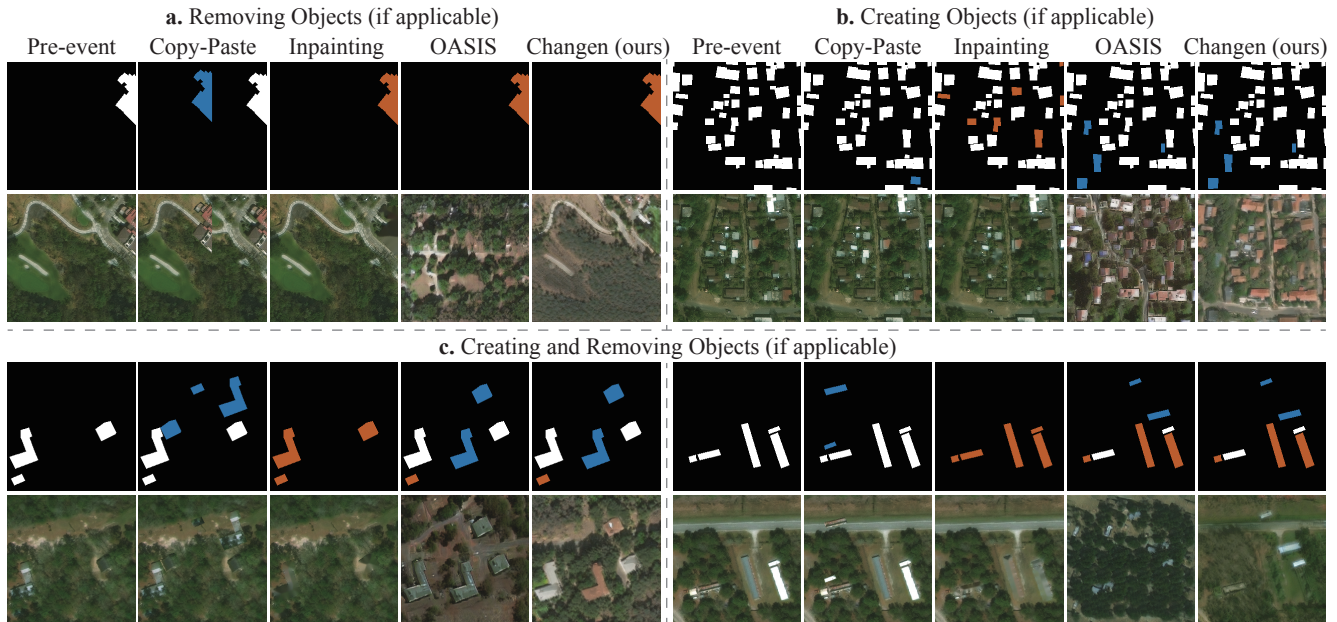 a. Removing Objects (if applicable)
b. Creating Objects (if applicable)
Pre-event Copy-Paste Inpainting OASIS Changen (ours)
Pre-event Copy-Paste Inpainting OASIS Changen (ours)
c. Creating and Removing Objects (if applicable)